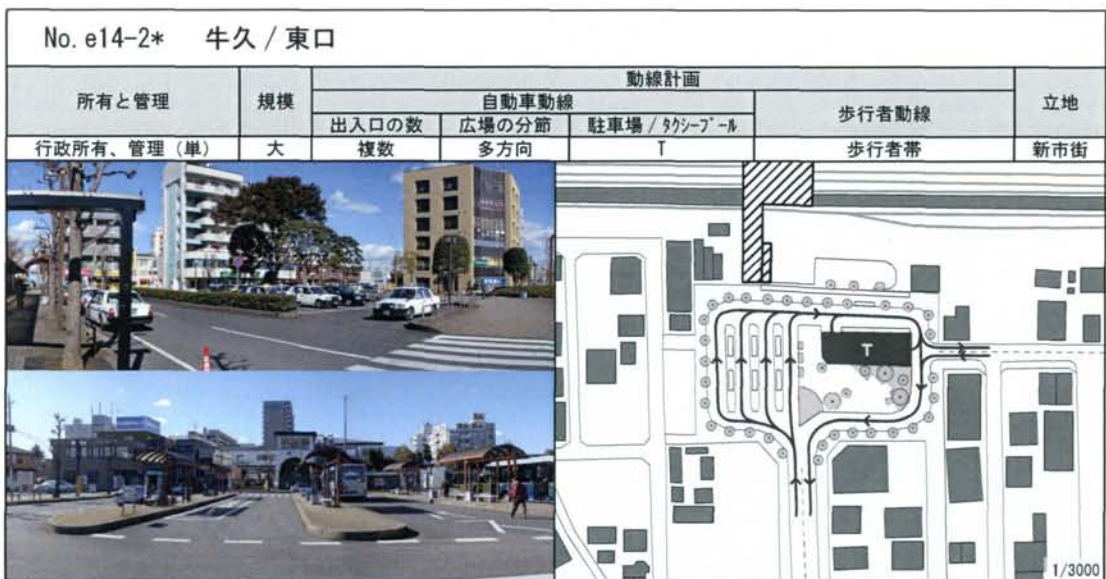 No. e14-2* 牛久 / 東口
所有と管理 規模 動線計画 立地
自動車動線 歩行者動線
出入口の数 広場の分節 駐車場 / タクシープール
行政所有、管理（単） 大 複数 多方向 T 歩行者帯 新市街
T
1/3000